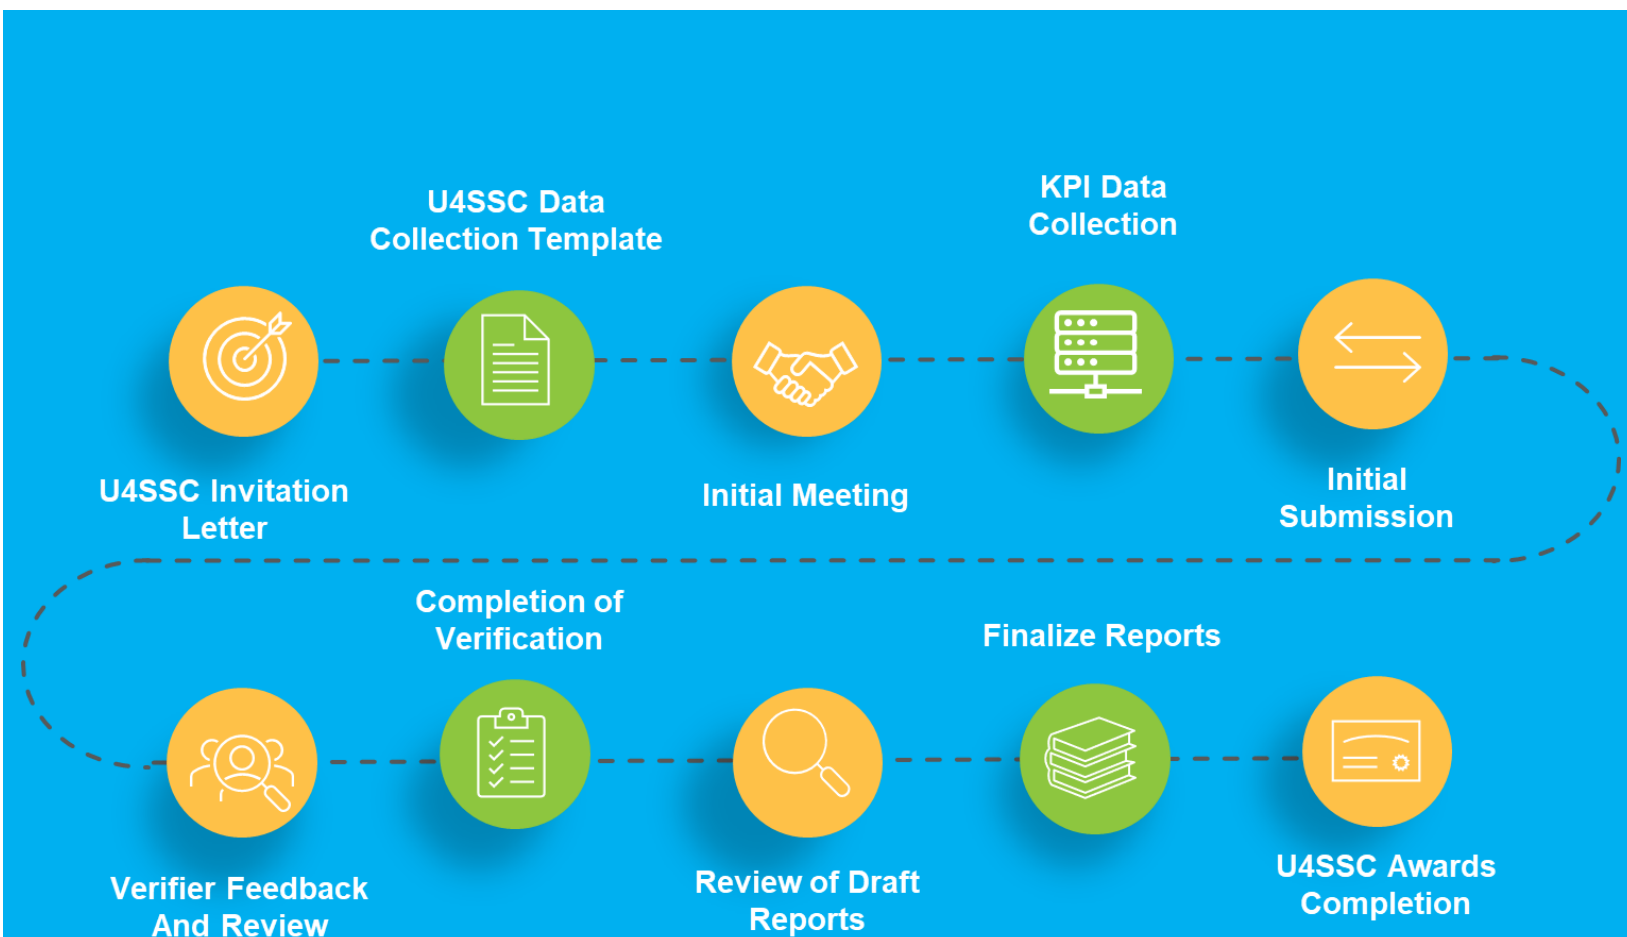 U4SSC Invitation
Letter
U4SSC Data
Collection Template
Initial Meeting
KPI Data
Collection
Initial
Submission
Verifier Feedback
And Review
Completion of
Verification
Review of Draft
Reports
Finalize Reports
U4SSC Awards
Completion